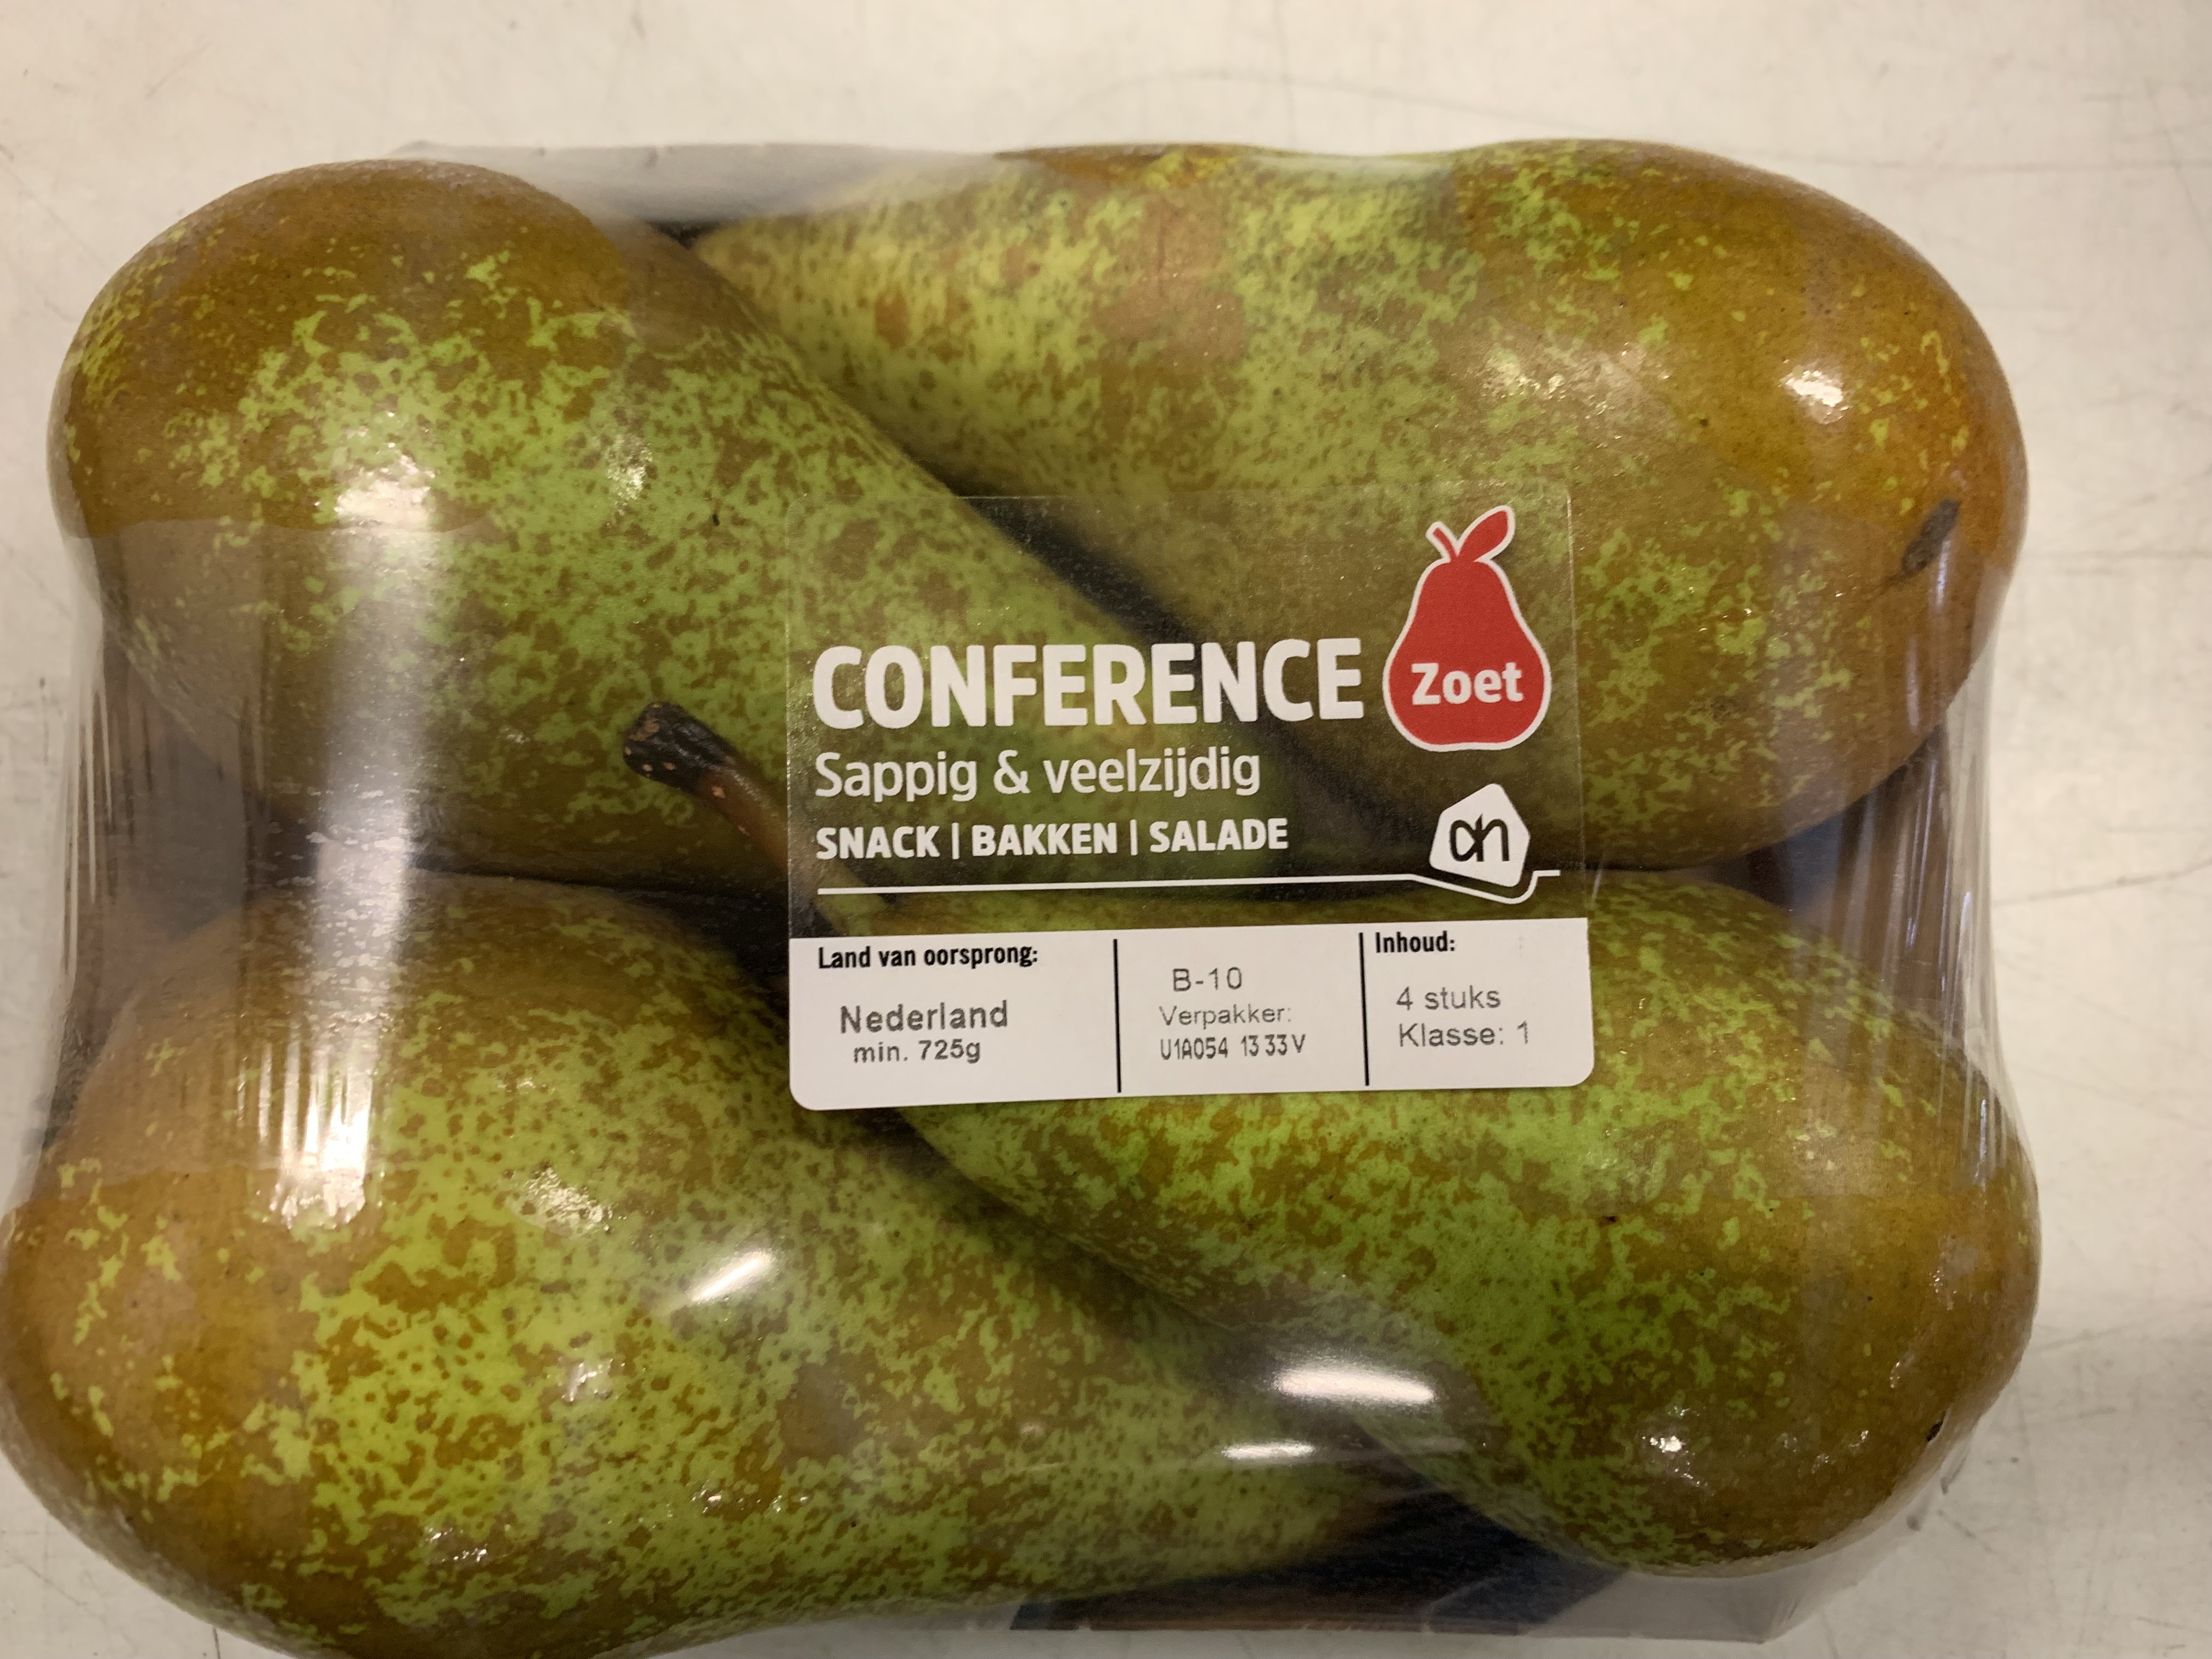 CONFERENCE
Zoet
Sappig & veelzijdig
SNACK | BAKKEN | SALADE
ah
Land van oorsprong:
Nederland
min. 725g
B-10
Verpakker:
U1A054 13 33 V
Inhoud:
4 stuks
Klasse: 1